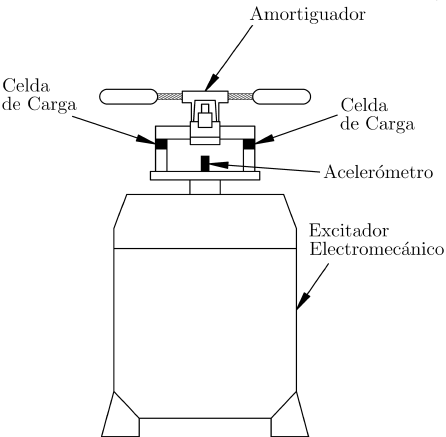 Amortiguador
Celda
de Carga
Celda
de Carga
Acelerómetro
Excitador
Electromecánico